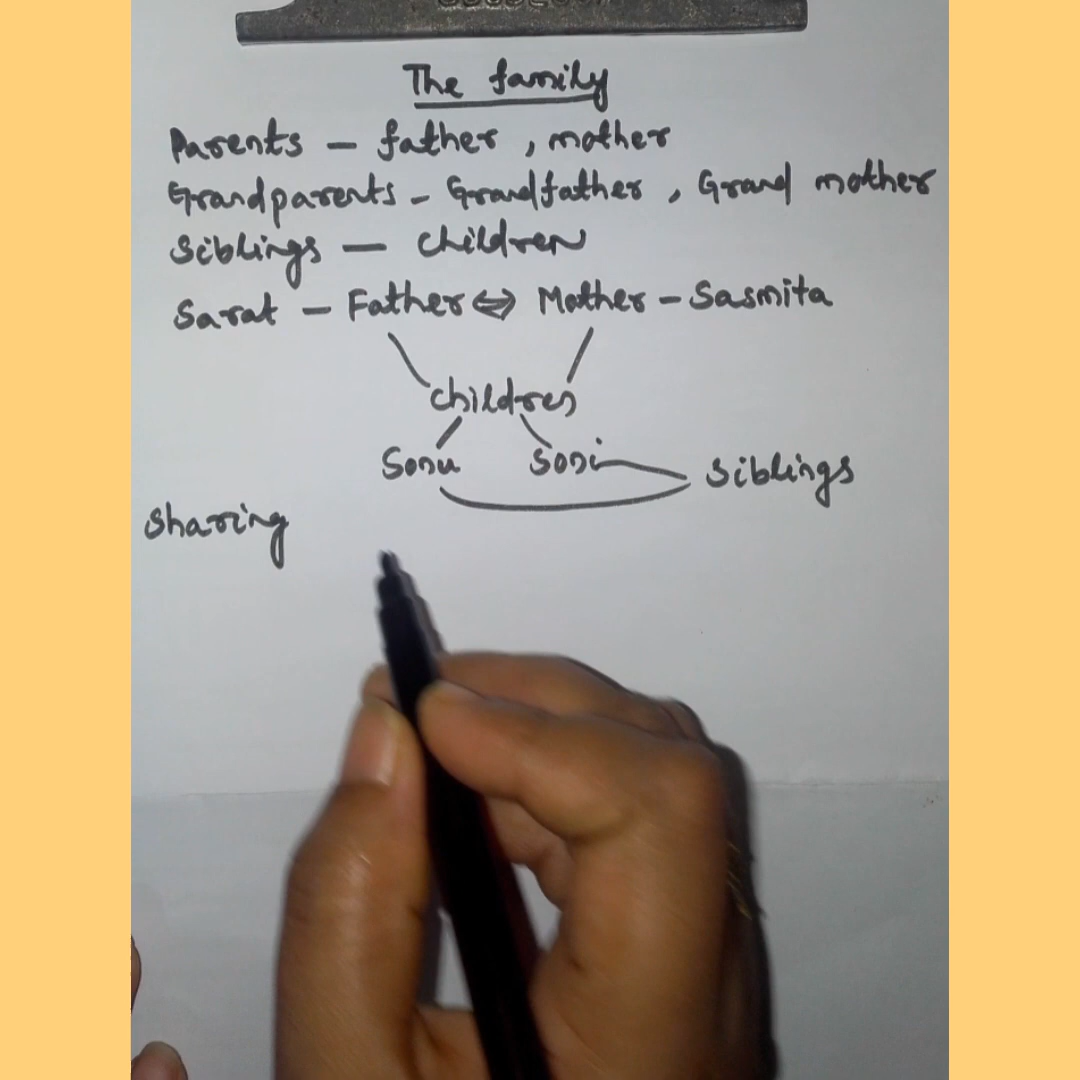 The family
Parents - father, mother
Grandparents - Grandfather, Grand mother
Siblings - children
Sarat - Father ⇔ Mother - Sasmita
children
Sonu Soni Siblings
Sharing